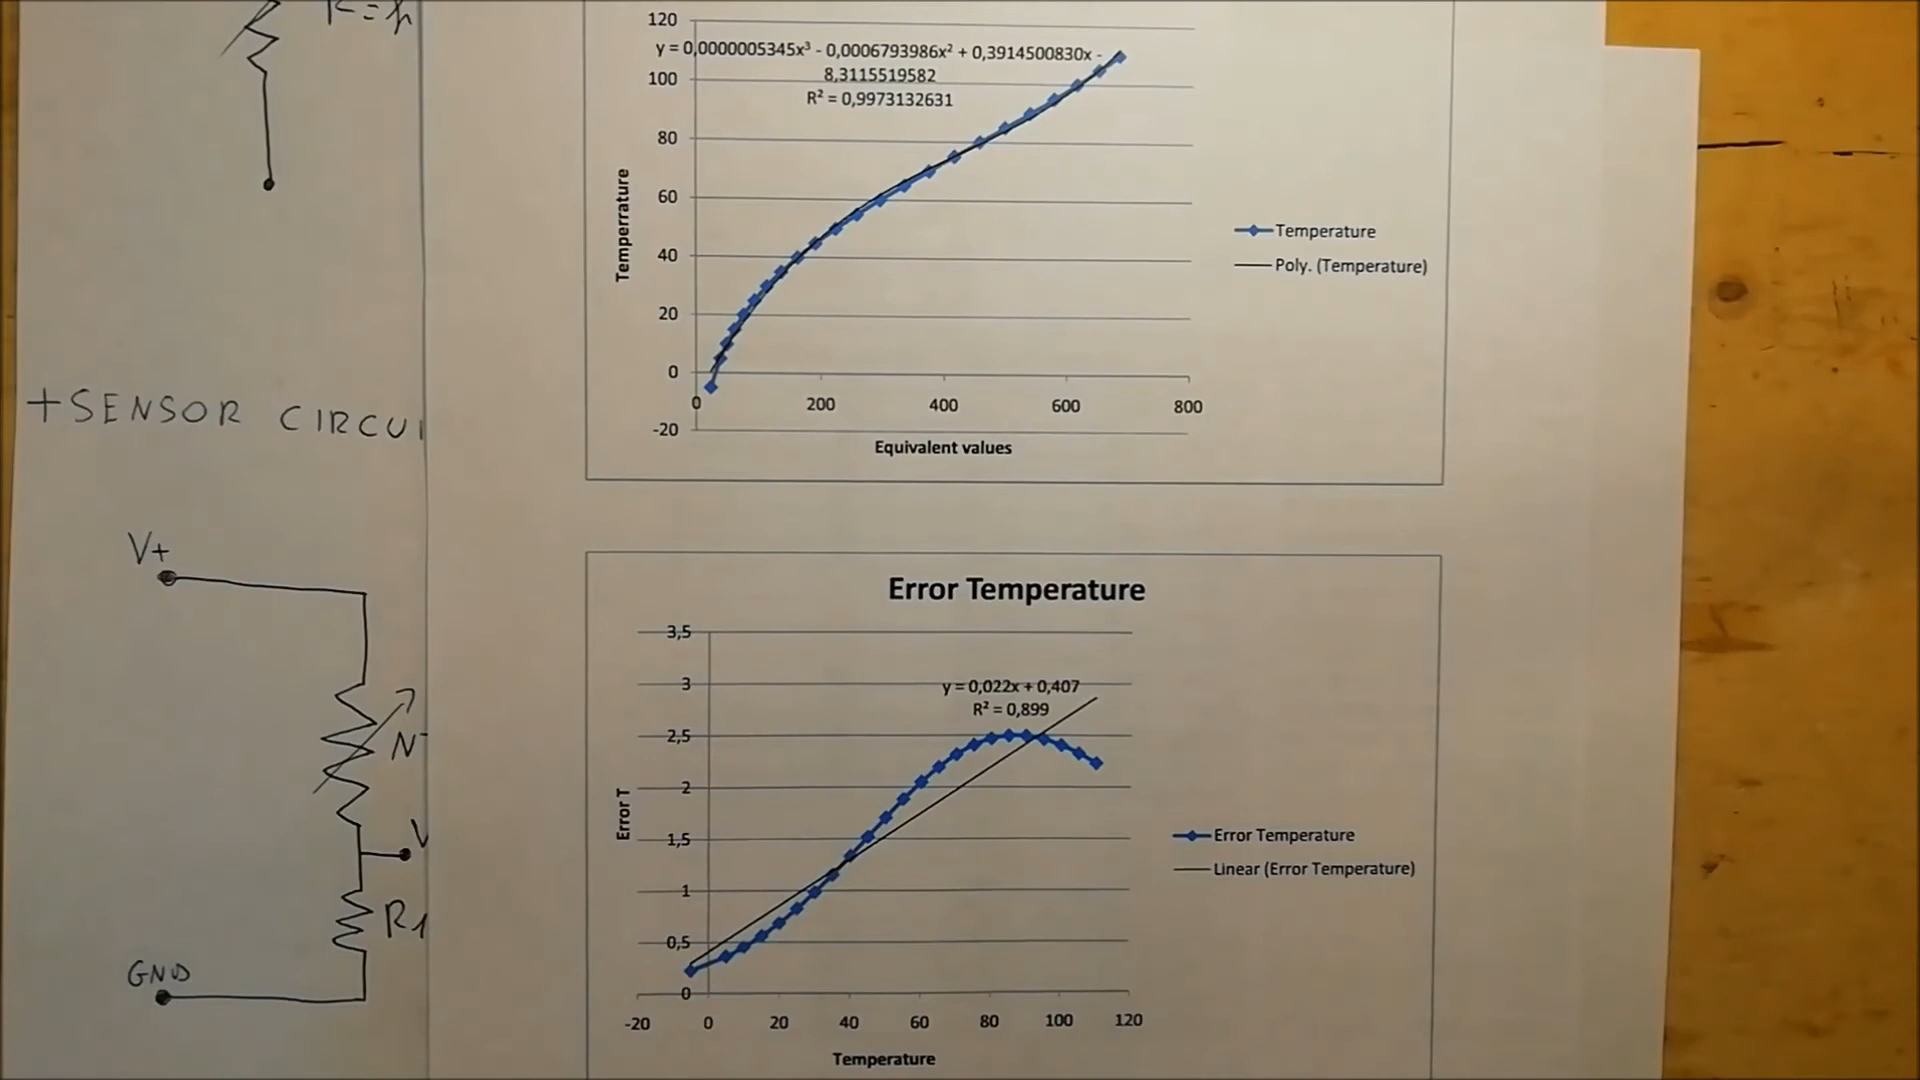 +SENSOR CIRCUI
V+
GND
R1
120
100
80
60
40
20
0
-20
y = 0,0000005345x³ - 0,0006793986x² + 0,3914500830x -
8,3115519582
R² = 0,9973132631
Temperrature
0 200 400 600 800
Equivalent values
Temperature
Poly. (Temperature)
Error Temperature
3,5
3
2,5
2
1,5
1
0,5
0
y = 0,022x + 0,407
R² = 0,899
Error T
-20 0 20 40 60 80 100 120
Temperature
Error Temperature
Linear (Error Temperature)